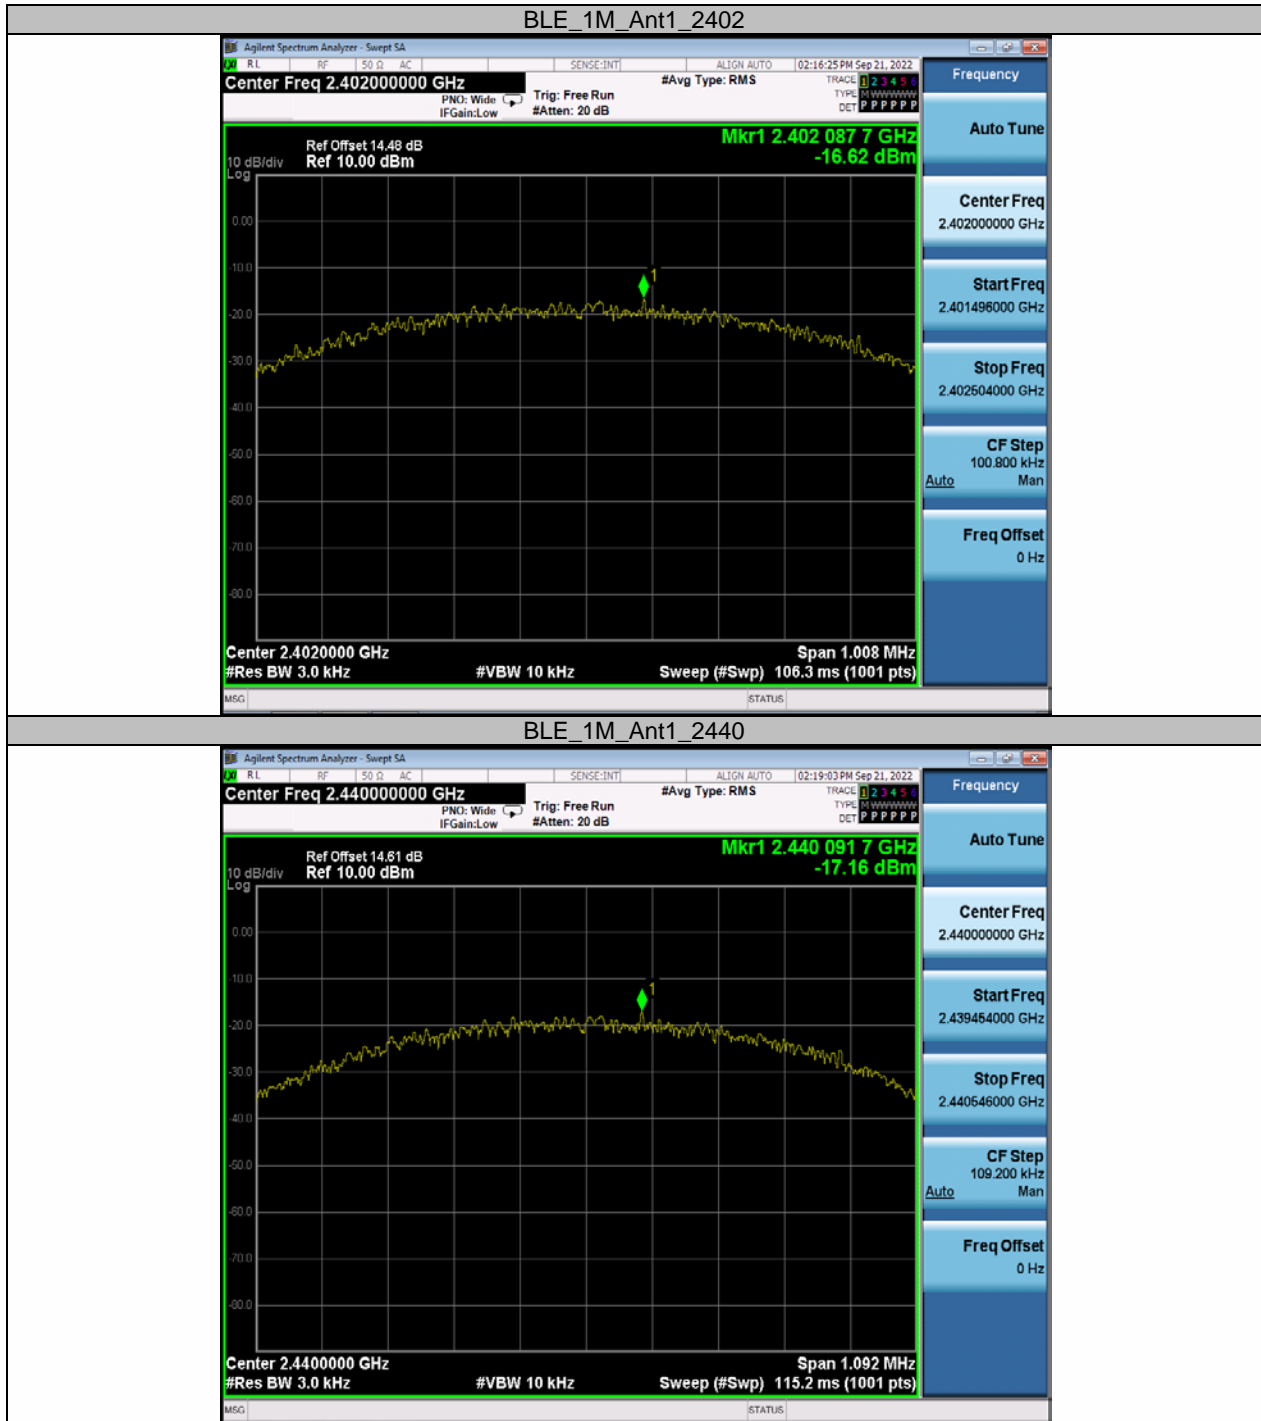 BLE_1M_Ant1_2402
Agilent Spectrum Analyzer - Swept SA
RL RF 50 Ω AC SENSE:INT ALIGN AUTO 02:16:25 PM Sep 21, 2022
Center Freq 2.402000000 GHz
#Avg Type: RMS
TRACE 1 2 3 4 5 6
PNO: Wide
Trig: Free Run
TYPE M WWWWW
IFGain:Low
#Atten: 20 dB
DET P P P P P P
Mkr1 2.402 087 7 GHz
-16.62 dBm
Ref Offset 14.48 dB
10 dB/div Ref 10.00 dBm
Log
0.00
-10.0
1
-20.0
-30.0
-40.0
-50.0
-60.0
-70.0
-80.0
Center 2.4020000 GHz Span 1.008 MHz
#Res BW 3.0 kHz #VBW 10 kHz Sweep (#Swp) 106.3 ms (1001 pts)
MSG STATUS
Frequency
Auto Tune
Center Freq
2.402000000 GHz
Start Freq
2.401496000 GHz
Stop Freq
2.402504000 GHz
CF Step
100.800 kHz
Auto Man
Freq Offset
0 Hz
BLE_1M_Ant1_2440
Agilent Spectrum Analyzer - Swept SA
RL RF 50 Ω AC SENSE:INT ALIGN AUTO 02:19:03 PM Sep 21, 2022
Center Freq 2.440000000 GHz
#Avg Type: RMS
TRACE 1 2 3 4 5 6
PNO: Wide
Trig: Free Run
TYPE M WWWWW
IFGain:Low
#Atten: 20 dB
DET P P P P P P
Mkr1 2.440 091 7 GHz
-17.16 dBm
Ref Offset 14.61 dB
10 dB/div Ref 10.00 dBm
Log
0.00
-10.0
1
-20.0
-30.0
-40.0
-50.0
-60.0
-70.0
-80.0
Center 2.4400000 GHz Span 1.092 MHz
#Res BW 3.0 kHz #VBW 10 kHz Sweep (#Swp) 115.2 ms (1001 pts)
MSG STATUS
Frequency
Auto Tune
Center Freq
2.440000000 GHz
Start Freq
2.439454000 GHz
Stop Freq
2.440546000 GHz
CF Step
109.200 kHz
Auto Man
Freq Offset
0 Hz